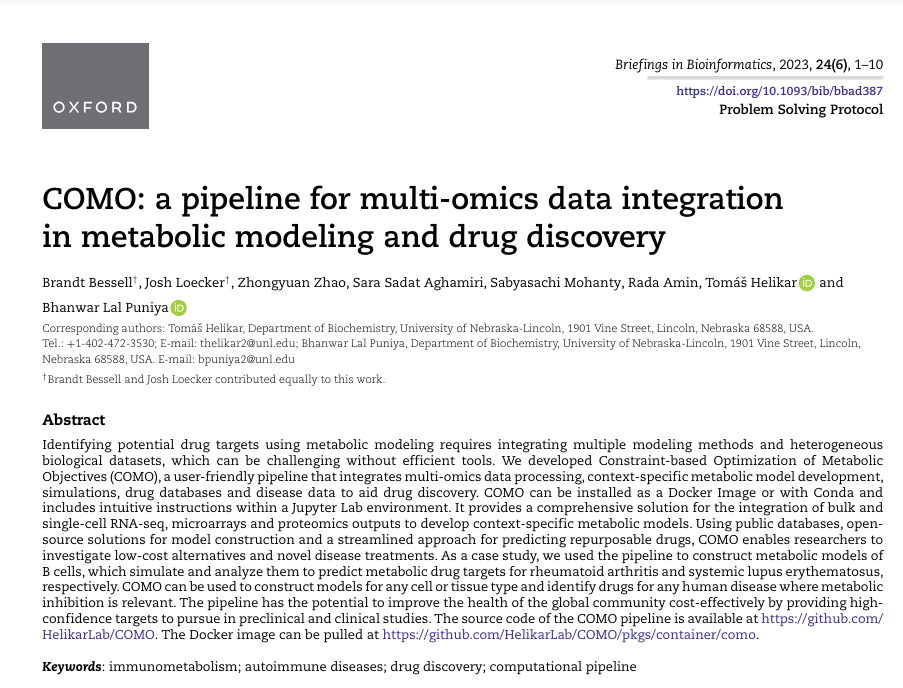 OXFORD
Briefings in Bioinformatics, 2023, 24(6), 1–10
https://doi.org/10.1093/bib/bbad387
Problem Solving Protocol
COMO: a pipeline for multi-omics data integration
in metabolic modeling and drug discovery
Brandt Bessell†, Josh Loecker†, Zhongyuan Zhao, Sara Sadat Aghamiri, Sabyasachi Mohanty, Rada Amin, Tomáš Helikar iD and
Bhanwar Lal Puniya iD
Corresponding authors: Tomáš Helikar, Department of Biochemistry, University of Nebraska-Lincoln, 1901 Vine Street, Lincoln, Nebraska 68588, USA.
Tel.: +1-402-472-3530; E-mail: thelikar2@unl.edu; Bhanwar Lal Puniya, Department of Biochemistry, University of Nebraska-Lincoln, 1901 Vine Street, Lincoln,
Nebraska 68588, USA. E-mail: bpuniya2@unl.edu
†Brandt Bessell and Josh Loecker contributed equally to this work.
Abstract
Identifying potential drug targets using metabolic modeling requires integrating multiple modeling methods and heterogeneous
biological datasets, which can be challenging without efficient tools. We developed Constraint-based Optimization of Metabolic
Objectives (COMO), a user-friendly pipeline that integrates multi-omics data processing, context-specific metabolic model development,
simulations, drug databases and disease data to aid drug discovery. COMO can be installed as a Docker Image or with Conda and
includes intuitive instructions within a Jupyter Lab environment. It provides a comprehensive solution for the integration of bulk and
single-cell RNA-seq, microarrays and proteomics outputs to develop context-specific metabolic models. Using public databases, open-
source solutions for model construction and a streamlined approach for predicting repurposable drugs, COMO enables researchers to
investigate low-cost alternatives and novel disease treatments. As a case study, we used the pipeline to construct metabolic models of
B cells, which simulate and analyze them to predict metabolic drug targets for rheumatoid arthritis and systemic lupus erythematosus,
respectively. COMO can be used to construct models for any cell or tissue type and identify drugs for any human disease where metabolic
inhibition is relevant. The pipeline has the potential to improve the health of the global community cost-effectively by providing high-
confidence targets to pursue in preclinical and clinical studies. The source code of the COMO pipeline is available at https://github.com/
HelikarLab/COMO. The Docker image can be pulled at https://github.com/HelikarLab/COMO/pkgs/container/como.
Keywords: immunometabolism; autoimmune diseases; drug discovery; computational pipeline